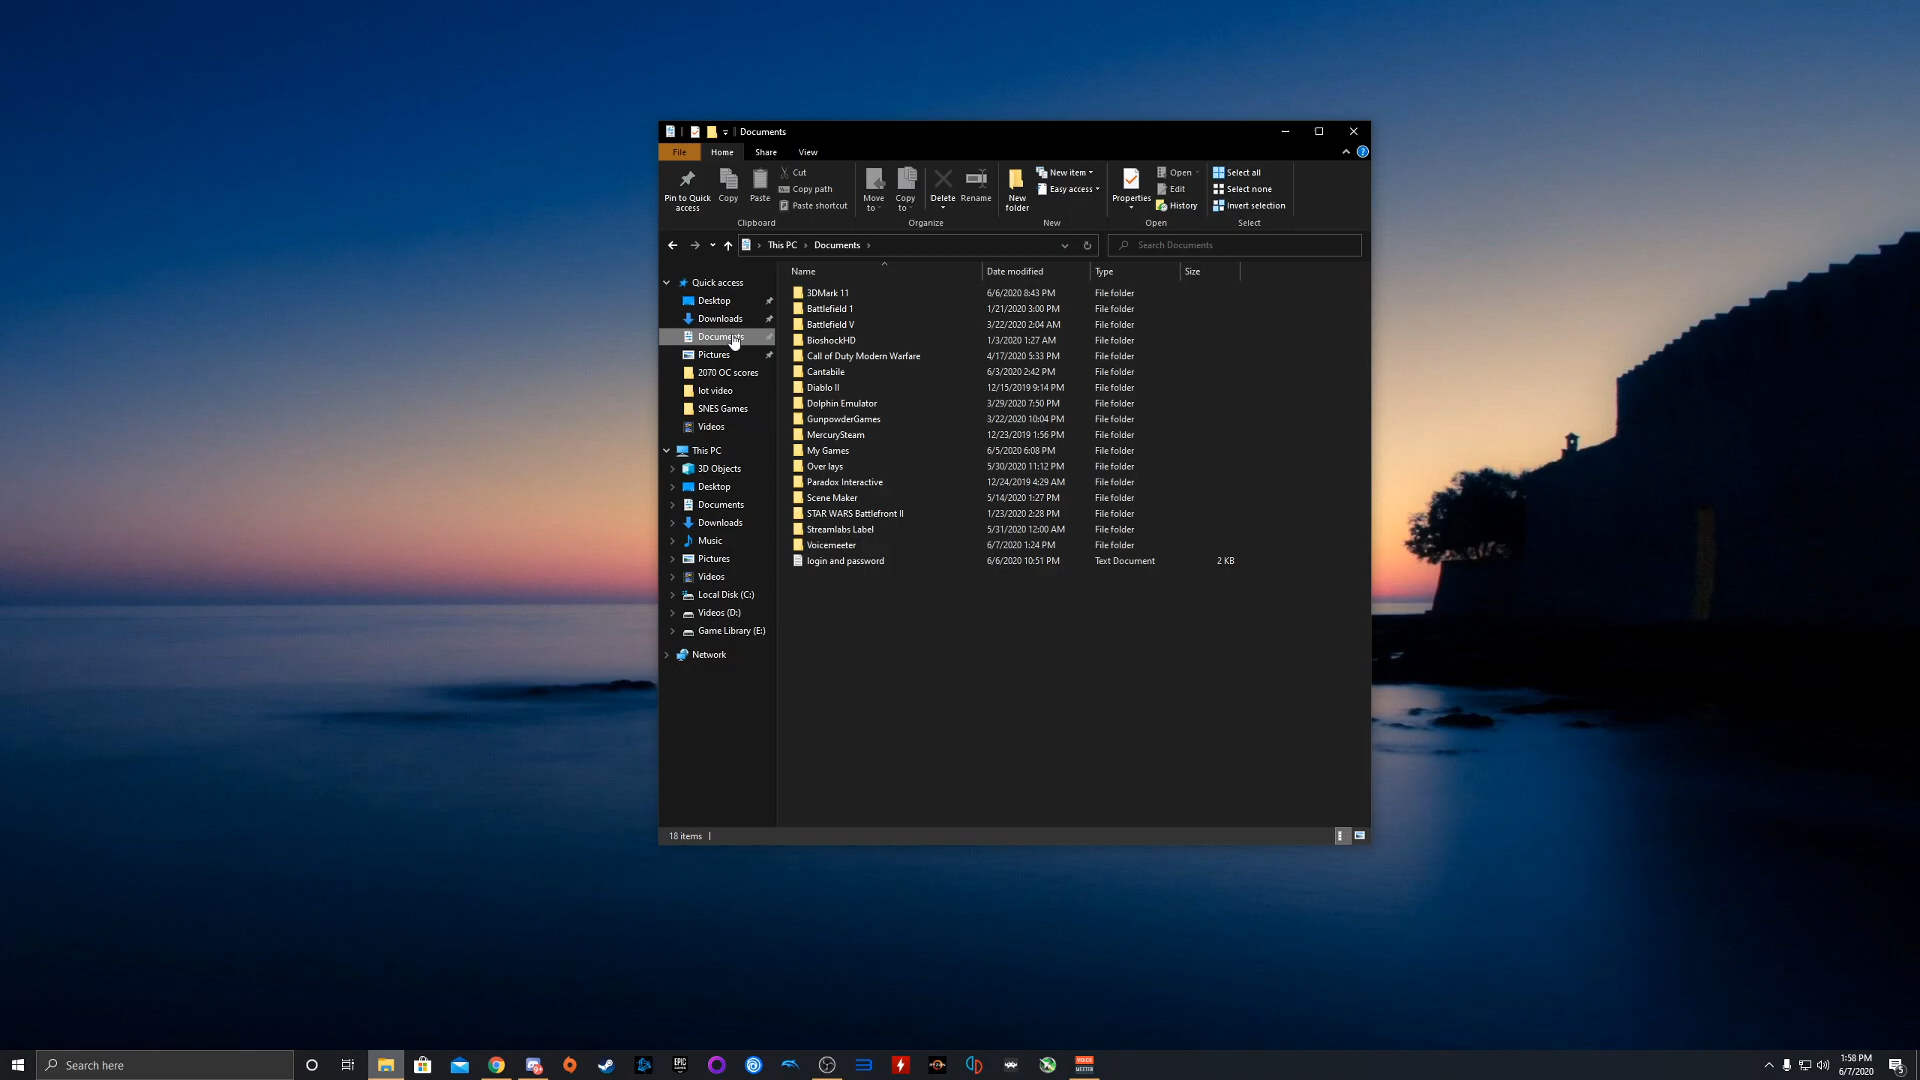 Documents
File Home Share View
Pin to Quick access
Copy
Paste
Cut
Copy path
Paste shortcut
Clipboard
Move to
Copy to
Delete
Rename
Organize
New folder
New item
Easy access
New
Properties
Open
Edit
History
Open
Select all
Select none
Invert selection
Select
This PC > Documents >
Search Documents
Name Date modified Type Size
Quick access
Desktop
Downloads
Documents
Pictures
2070 OC scores
lot video
SNES Games
Videos
This PC
3D Objects
Desktop
Documents
Downloads
Music
Pictures
Videos
Local Disk (C:)
Videos (D:)
Game Library (E:)
Network
3DMark 11 6/6/2020 8:43 PM File folder
Battlefield 1 1/21/2020 3:00 PM File folder
Battlefield V 3/22/2020 2:04 AM File folder
BioshockHD 1/3/2020 1:27 AM File folder
Call of Duty Modern Warfare 4/17/2020 5:33 PM File folder
Cantabile 6/3/2020 2:42 PM File folder
Diablo II 12/15/2019 9:14 PM File folder
Dolphin Emulator 3/29/2020 7:50 PM File folder
GunpowderGames 3/22/2020 10:04 PM File folder
MercurySteam 12/23/2019 1:56 PM File folder
My Games 6/5/2020 6:08 PM File folder
Over lays 5/30/2020 11:12 PM File folder
Paradox Interactive 12/24/2019 4:29 AM File folder
Scene Maker 5/14/2020 1:27 PM File folder
STAR WARS Battlefront II 1/23/2020 2:28 PM File folder
Streamlabs Label 5/31/2020 12:00 AM File folder
Voicemeeter 6/7/2020 1:24 PM File folder
login and password 6/6/2020 10:51 PM Text Document 2 KB
18 items
Search here
EPIC GAMES
VOICE MEETER
1:58 PM
6/7/2020